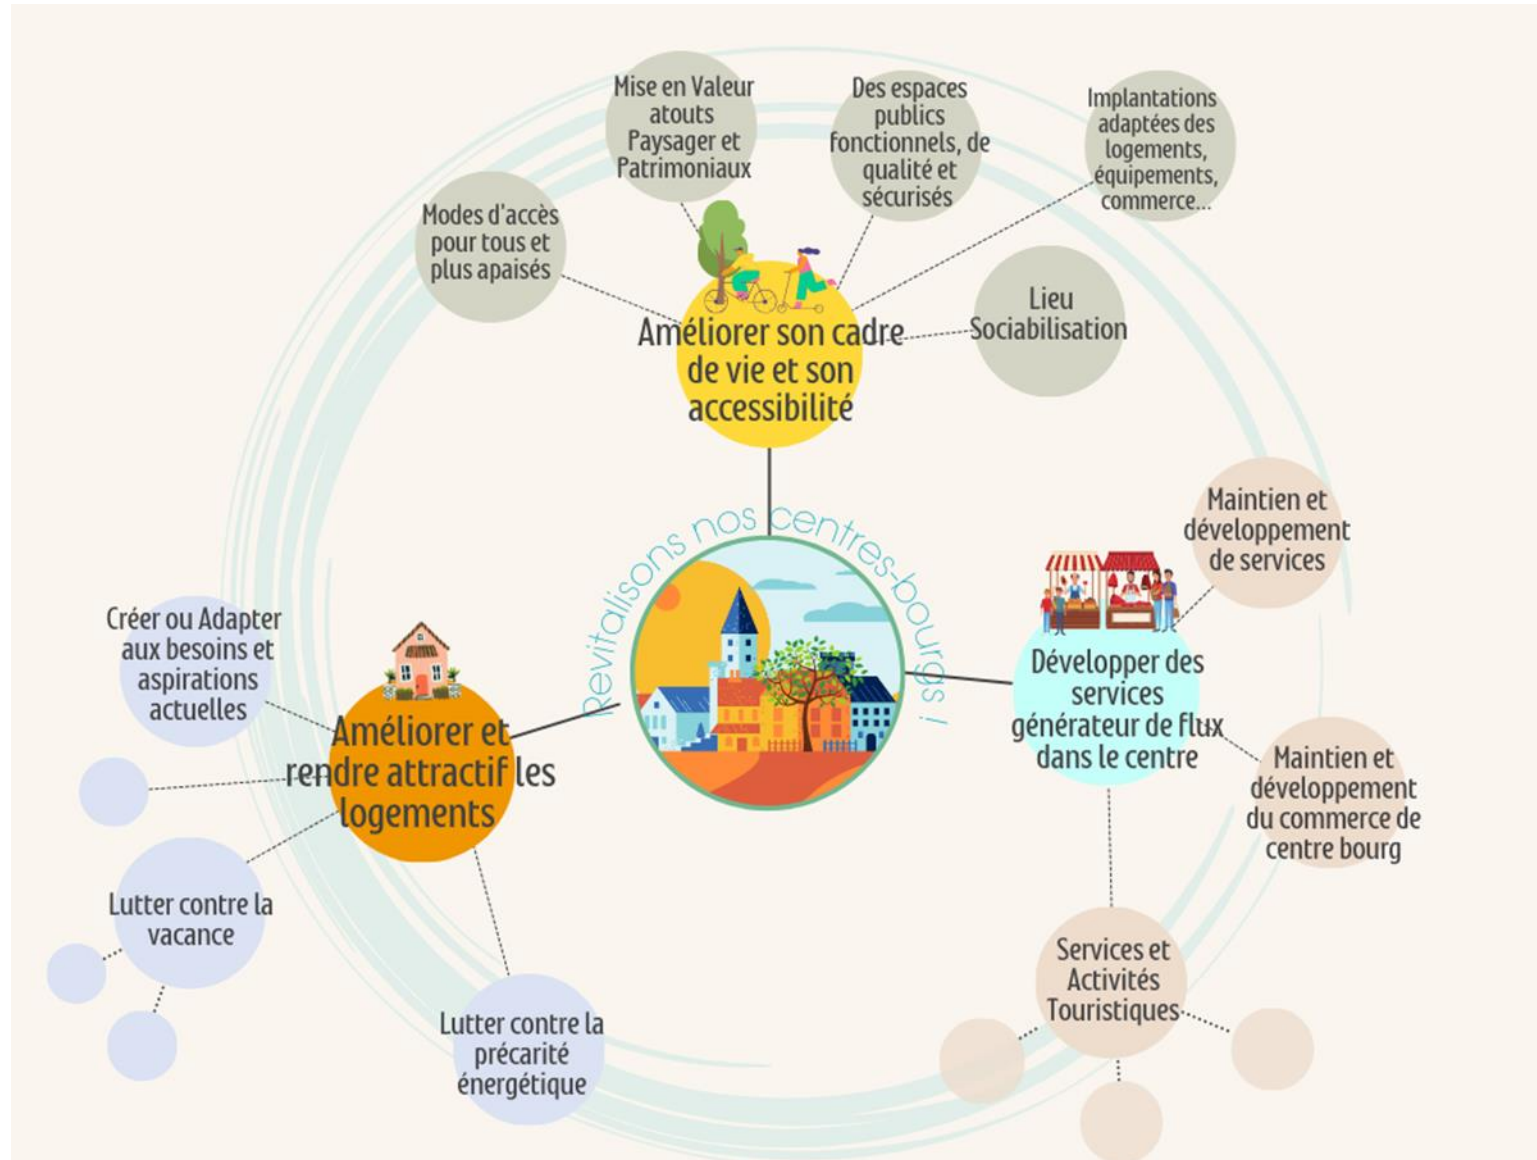 Mise en Valeur
atouts
Paysager et
Patrimoniaux
Des espaces
publics
fonctionnels, de
qualité et
sécurisés
Implantations
adaptées des
logements,
équipements,
commerce...
Modes d'accès
pour tous et
plus apaisés
Lieu
Sociabilisation
Améliorer son cadre
de vie et son
accessibilité
Revitalisons nos centres-bourgs !
Maintien et
développement
de services
Développer des
services
générateur de flux
dans le centre
Maintien et
développement
du commerce de
centre bourg
Services et
Activités
Touristiques
Créer ou Adapter
aux besoins et
aspirations
actuelles
Améliorer et
rendre attractif les
logements
Lutter contre la
vacance
Lutter contre la
précarité
énergétique